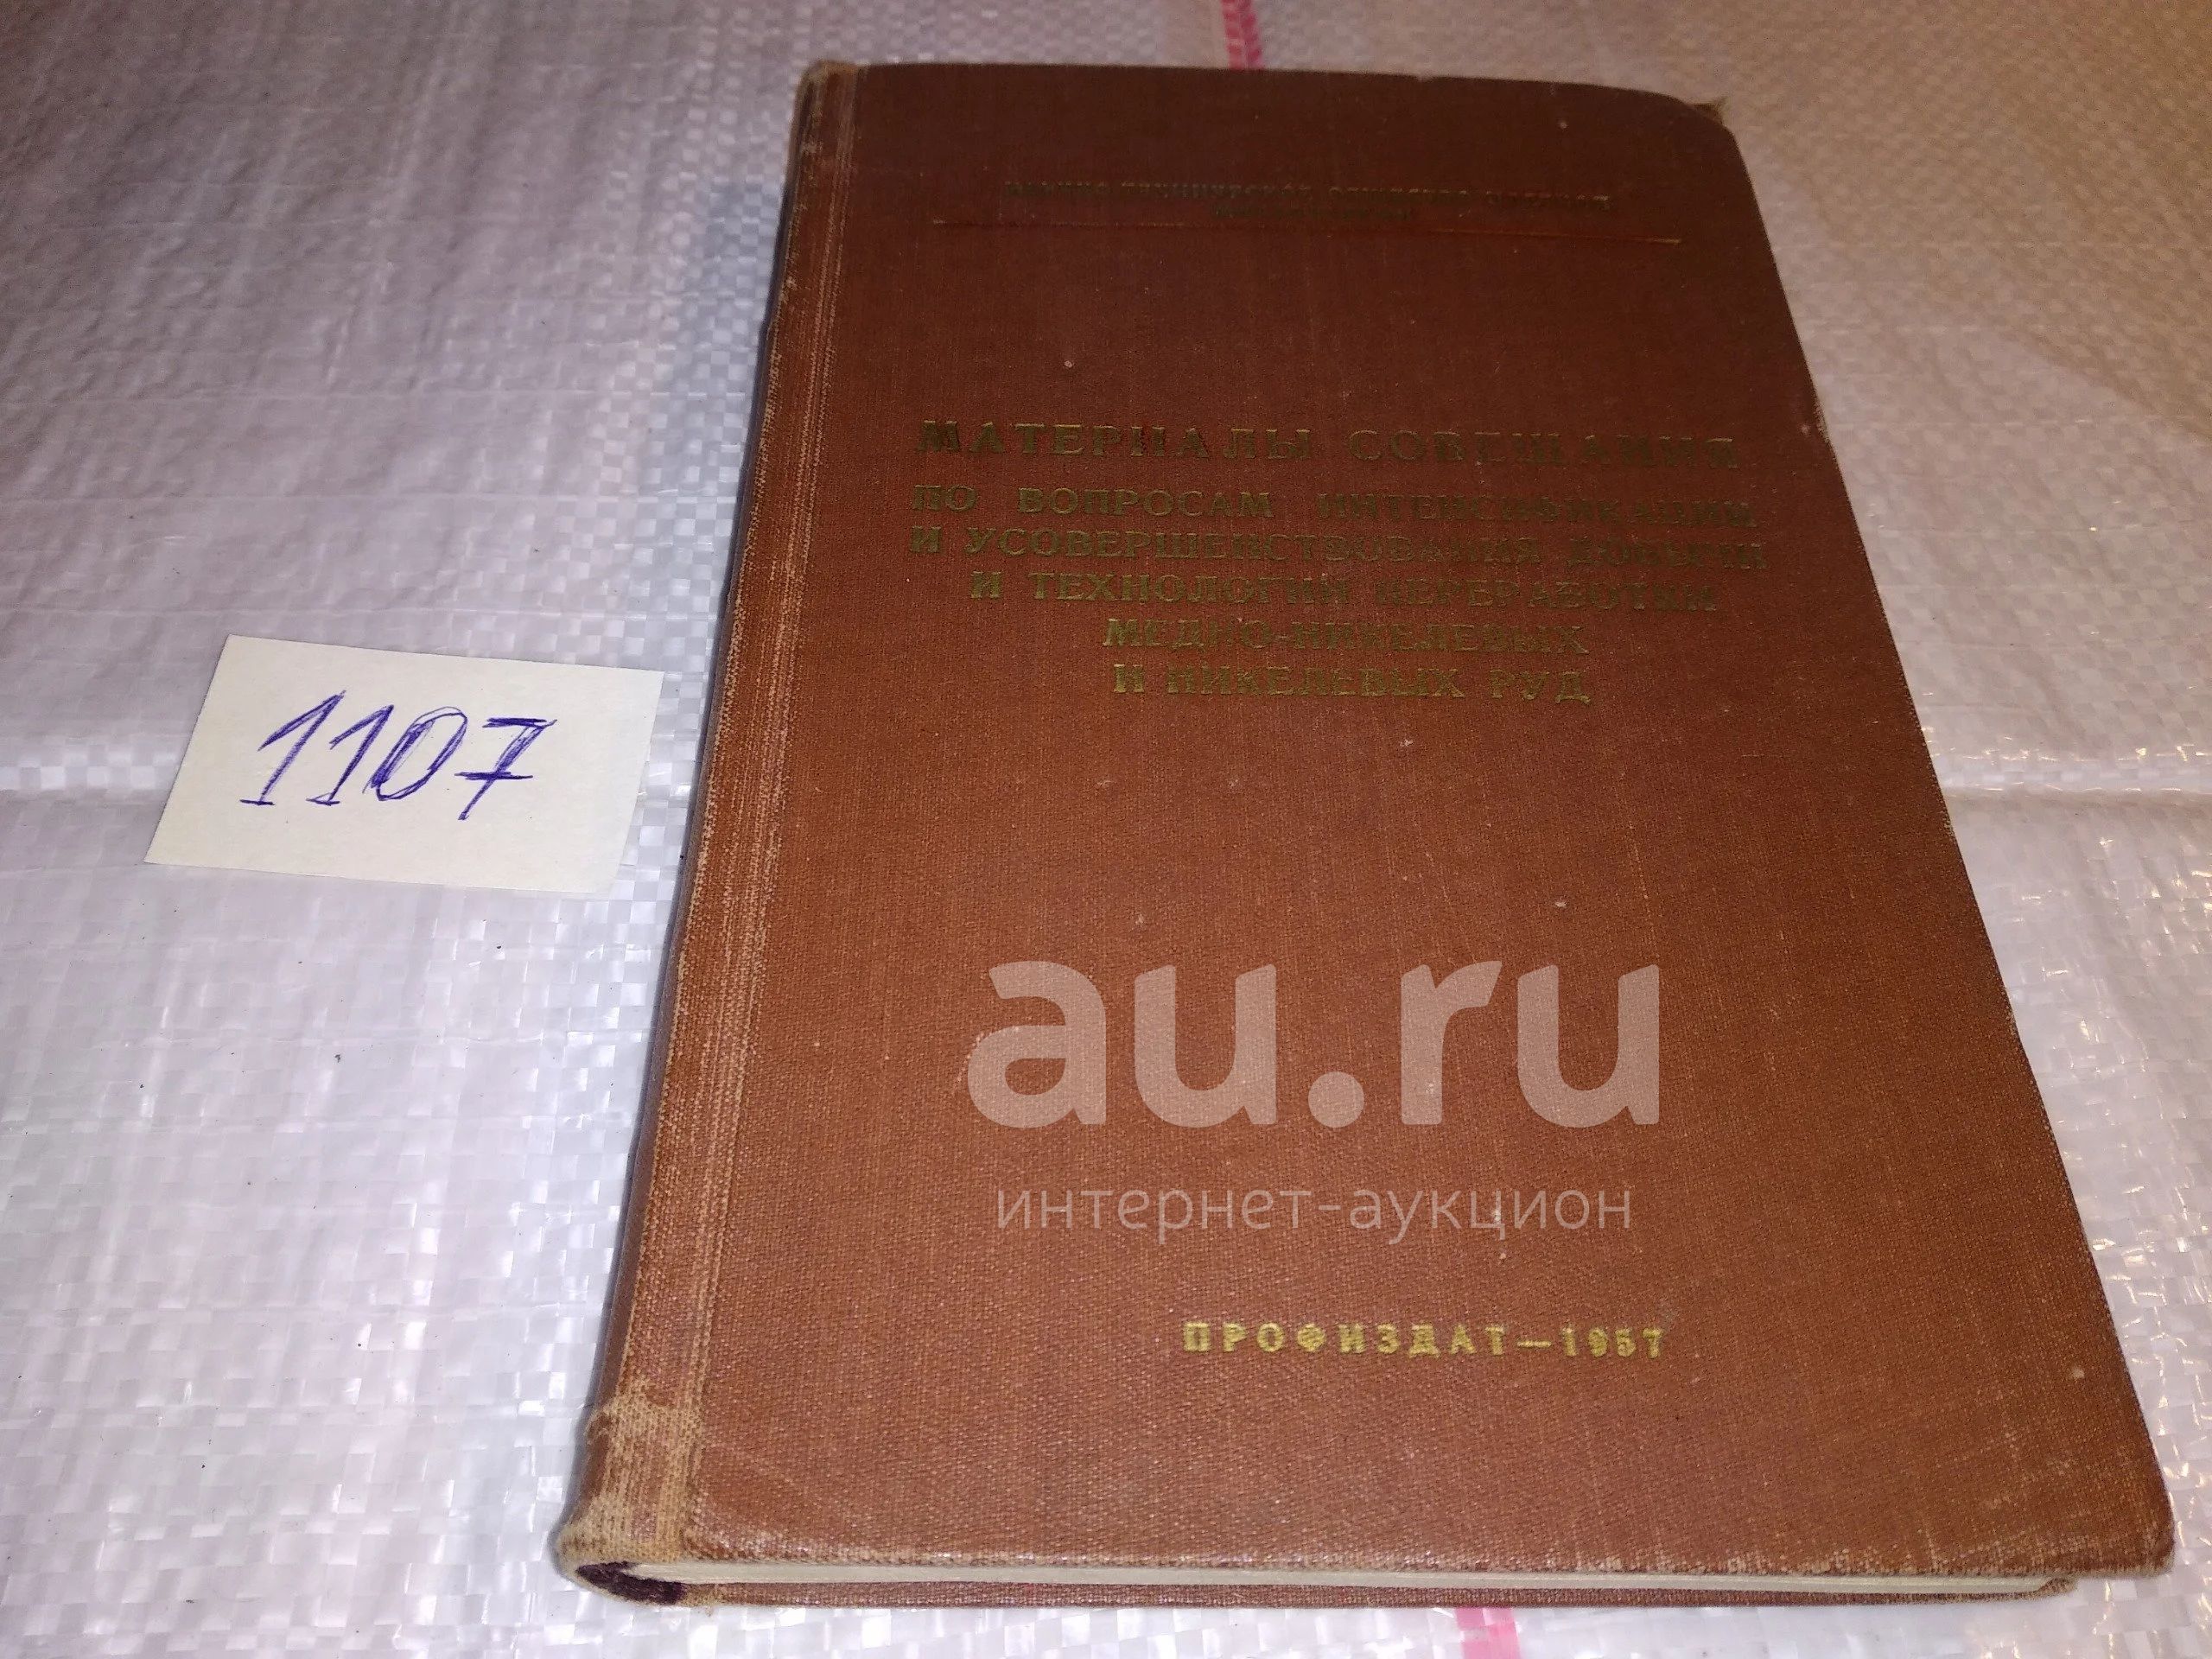 МАТЕРИАЛЫ СОВЕЩАНИЯ
ПО ВОПРОСАМ ИНТЕНСИФИКАЦИИ
И УСОВЕРШЕНСТВОВАНИЯ ДОБЫЧИ
И ТЕХНОЛОГИИ ПЕРЕРАБОТКИ
МЕДНО-НИКЕЛЕВЫХ
И НИКЕЛЕВЫХ РУД
1107
au.ru
интернет-аукцион
ПРОФИЗДАТ—1957